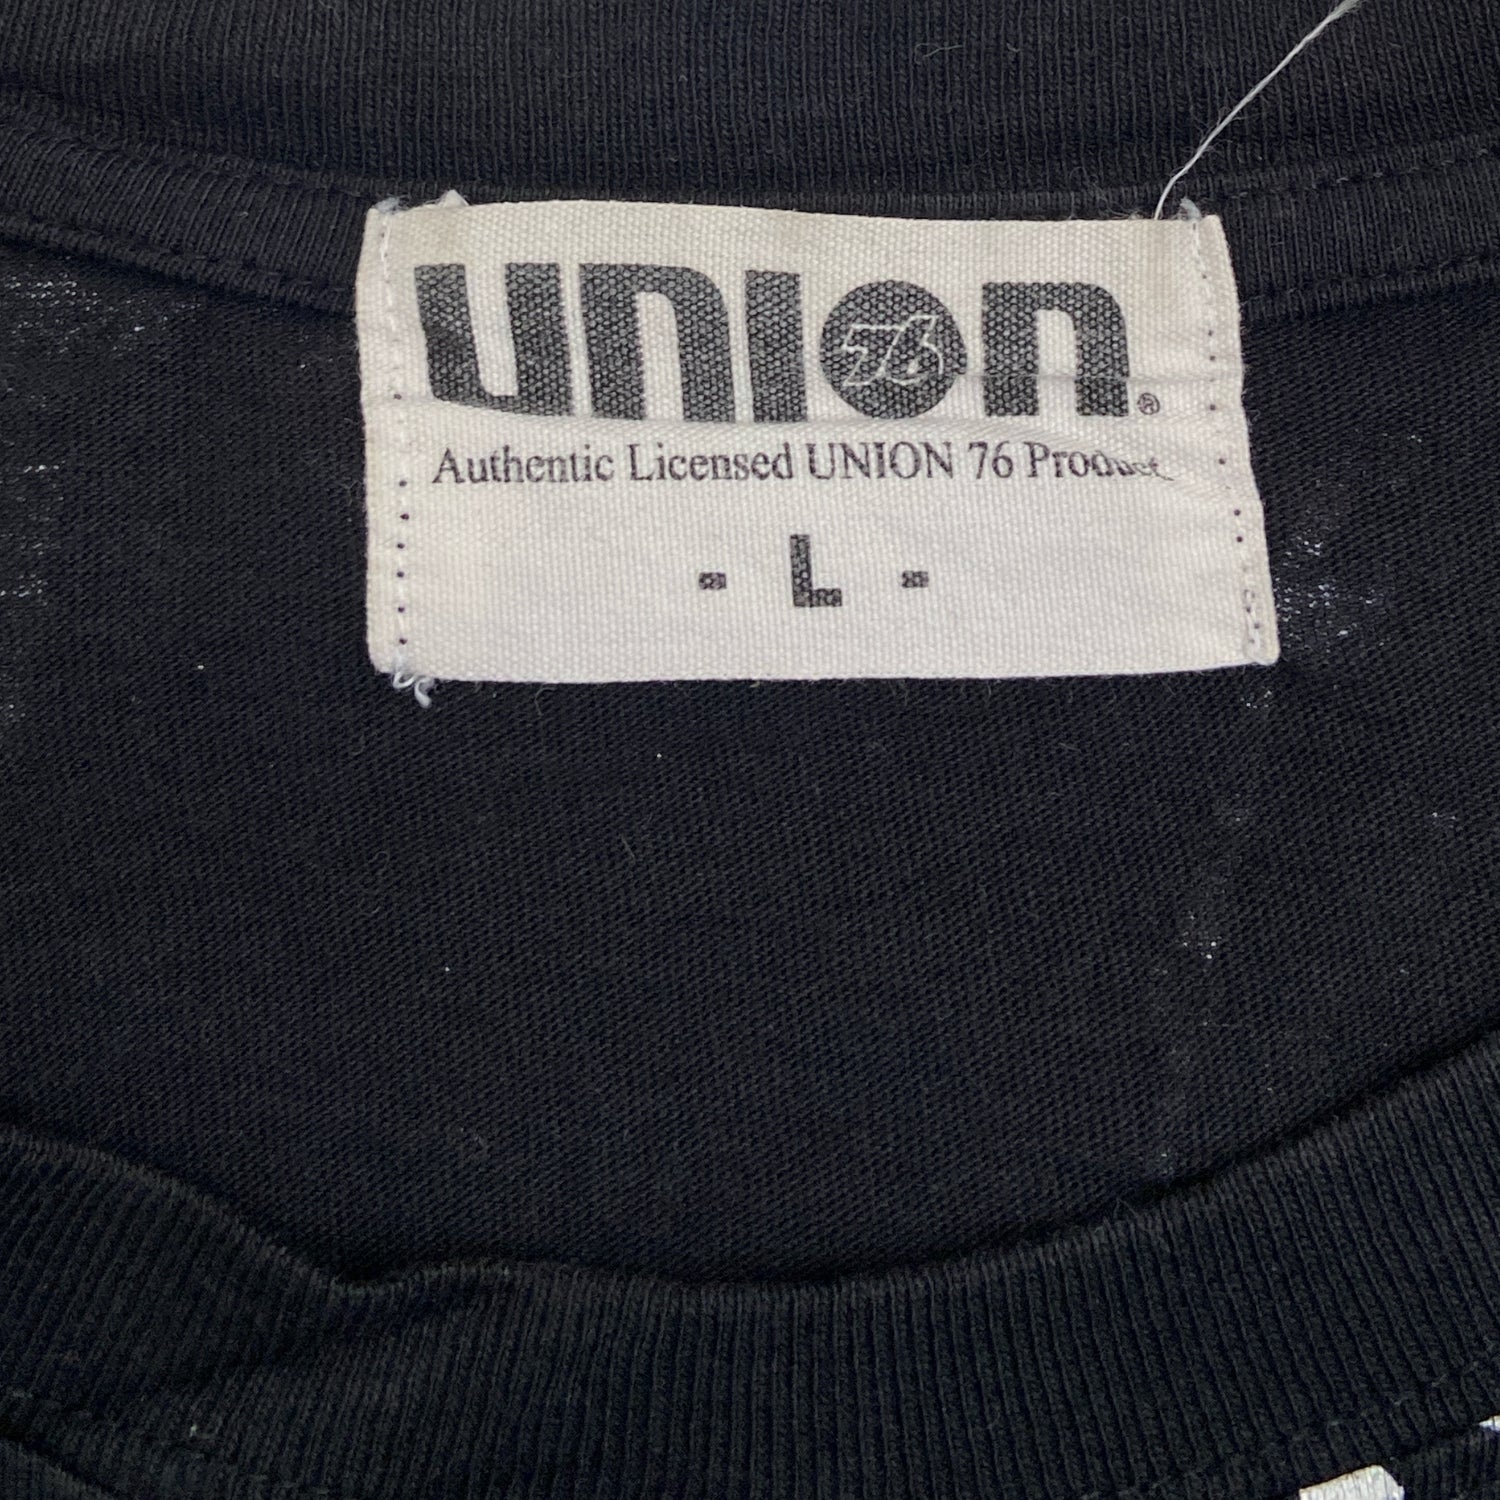 union®
76
Authentic Licensed UNION 76 Product
- L -